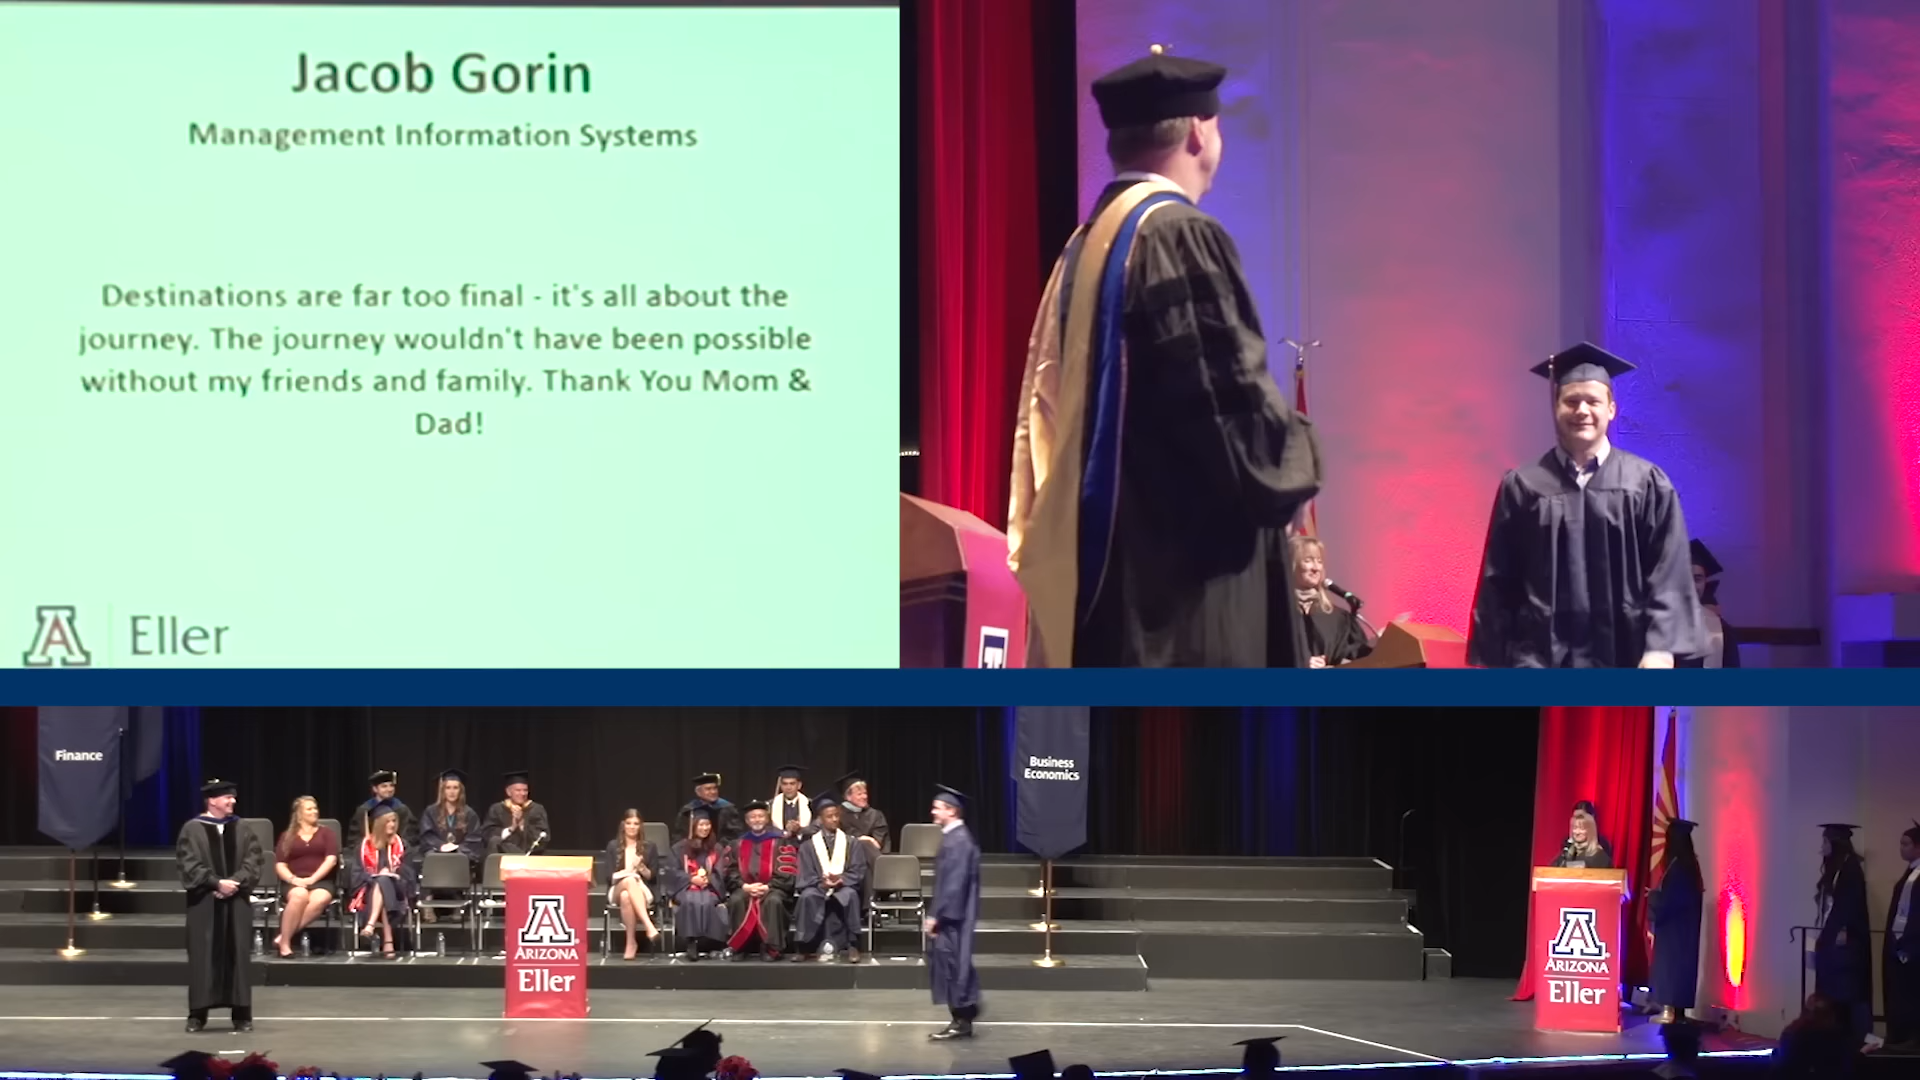 Jacob Gorin
Management Information Systems
Destinations are far too final - it's all about the
journey. The journey wouldn't have been possible
without my friends and family. Thank You Mom &
Dad!
A Eller
Finance
Business
Economics
A
ARIZONA
Eller
A
ARIZONA
Eller